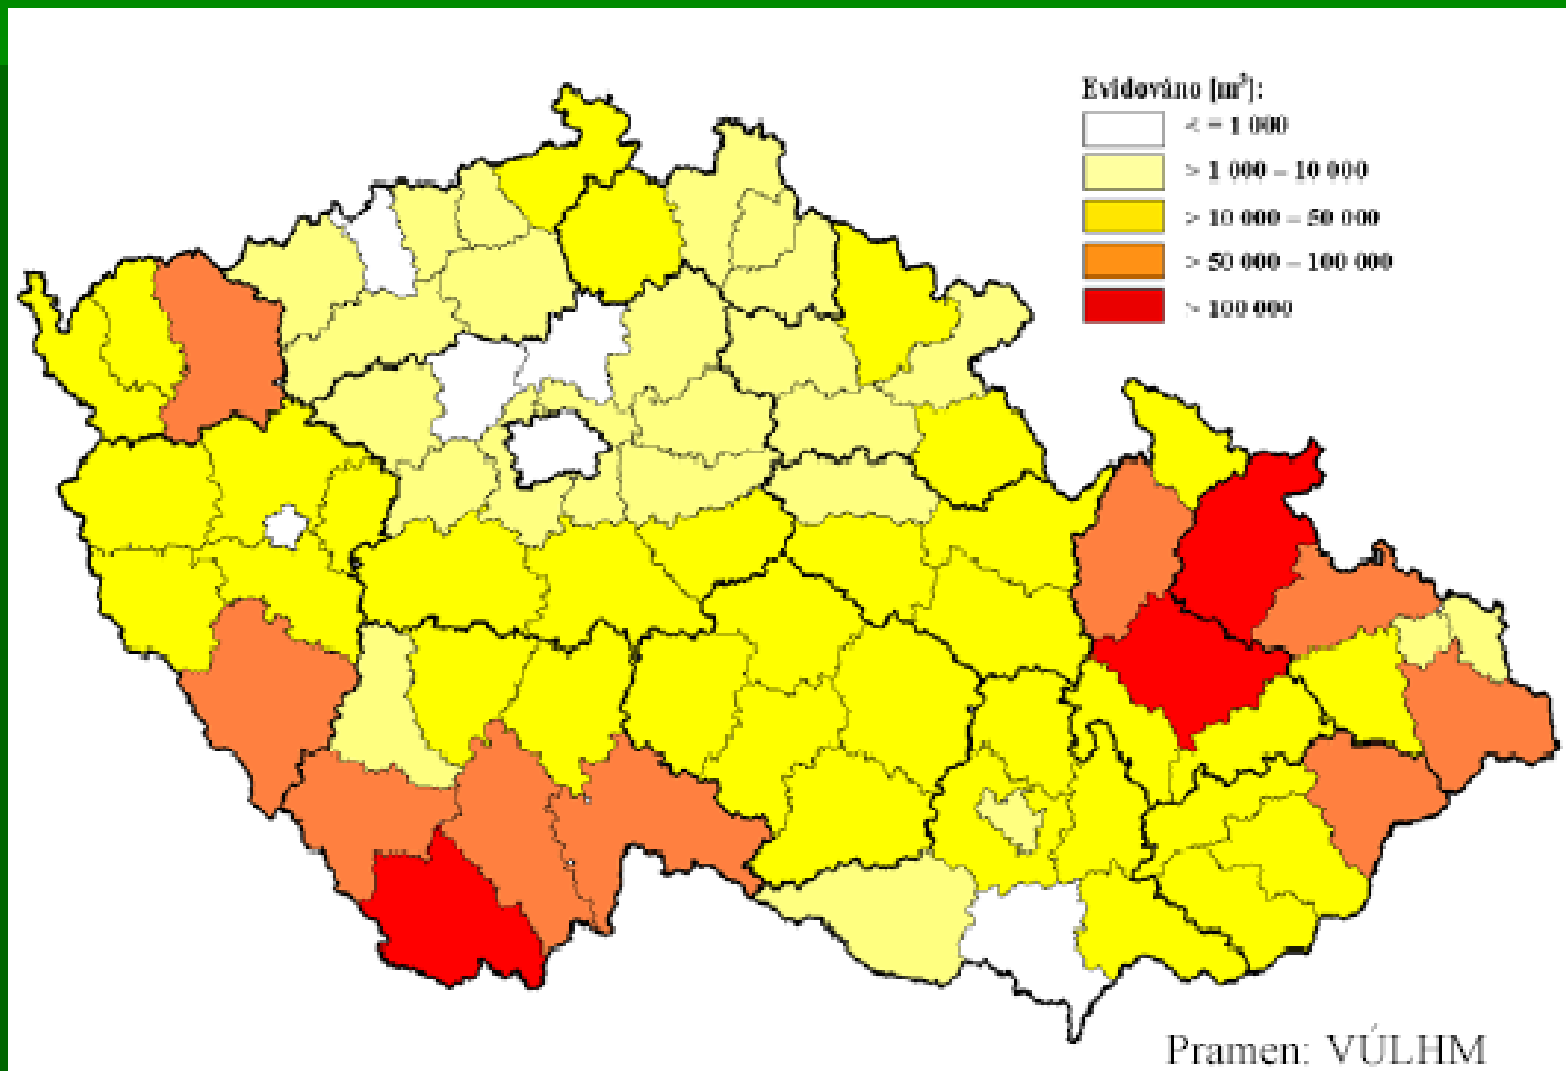 Evidováno [m³]:
< = 1 000
> 1 000 – 10 000
> 10 000 – 50 000
> 50 000 – 100 000
> 100 000
Pramen: VÚLHM